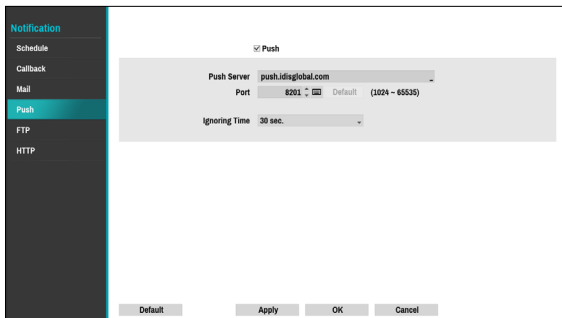 Notification
Schedule
Callback
Mail
Push
FTP
HTTP
Push
Push Server push.idisglobal.com
Port 8201 Default (1024 ~ 65535)
Ignoring Time 30 sec.
Default Apply OK Cancel